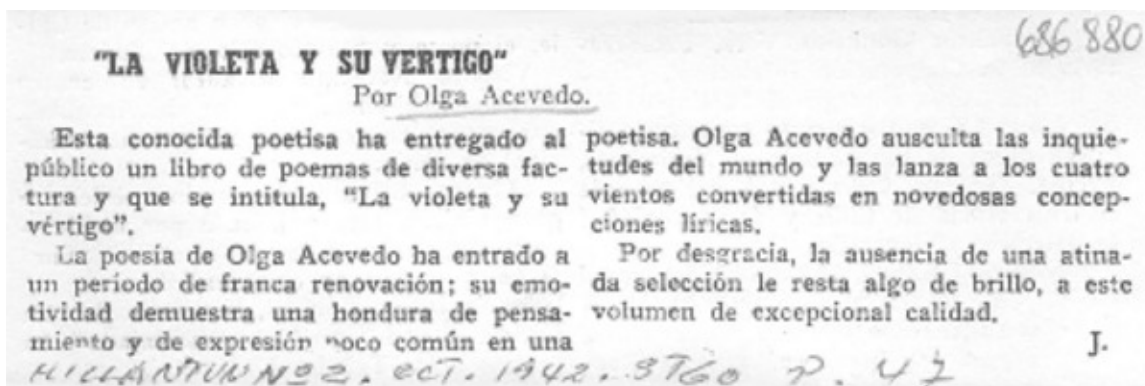 686 880
"LA VIOLETA Y SU VERTIGO"
Por Olga Acevedo.
Esta conocida poetisa ha entregado al
público un libro de poemas de diversa fac-
tura y que se intitula, "La violeta y su
vértigo".
La poesía de Olga Acevedo ha entrado a
un período de franca renovación; su emo-
tividad demuestra una hondura de pensa-
miento y de expresión poco común en una
poetisa. Olga Acevedo ausculta las inquie-
tudes del mundo y las lanza a los cuatro
vientos convertidas en novedosas concep-
ciones líricas.
Por desgracia, la ausencia de una atina-
da selección le resta algo de brillo, a este
volumen de excepcional calidad.
J.
Nº 2. OCT. 1942. STGO P. 47